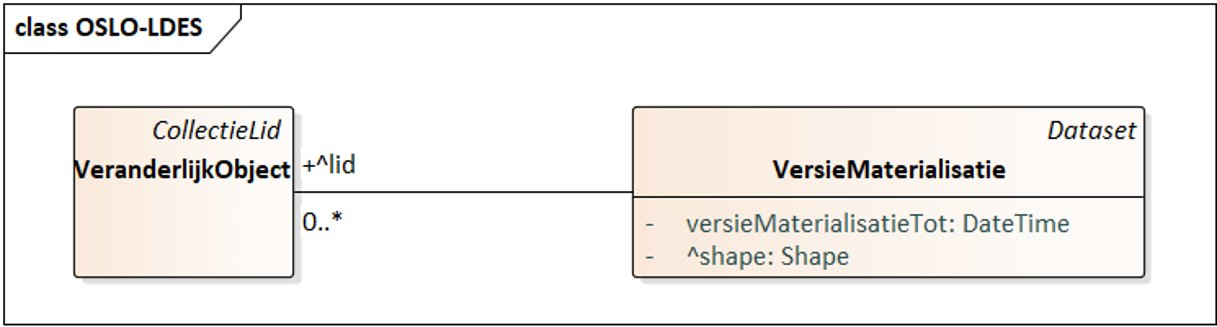 class OSLO-LDES
CollectieLid
VeranderlijkObject
+^lid
0..*
Dataset
VersieMaterialisatie
- versieMaterialisatieTot: DateTime
- ^shape: Shape